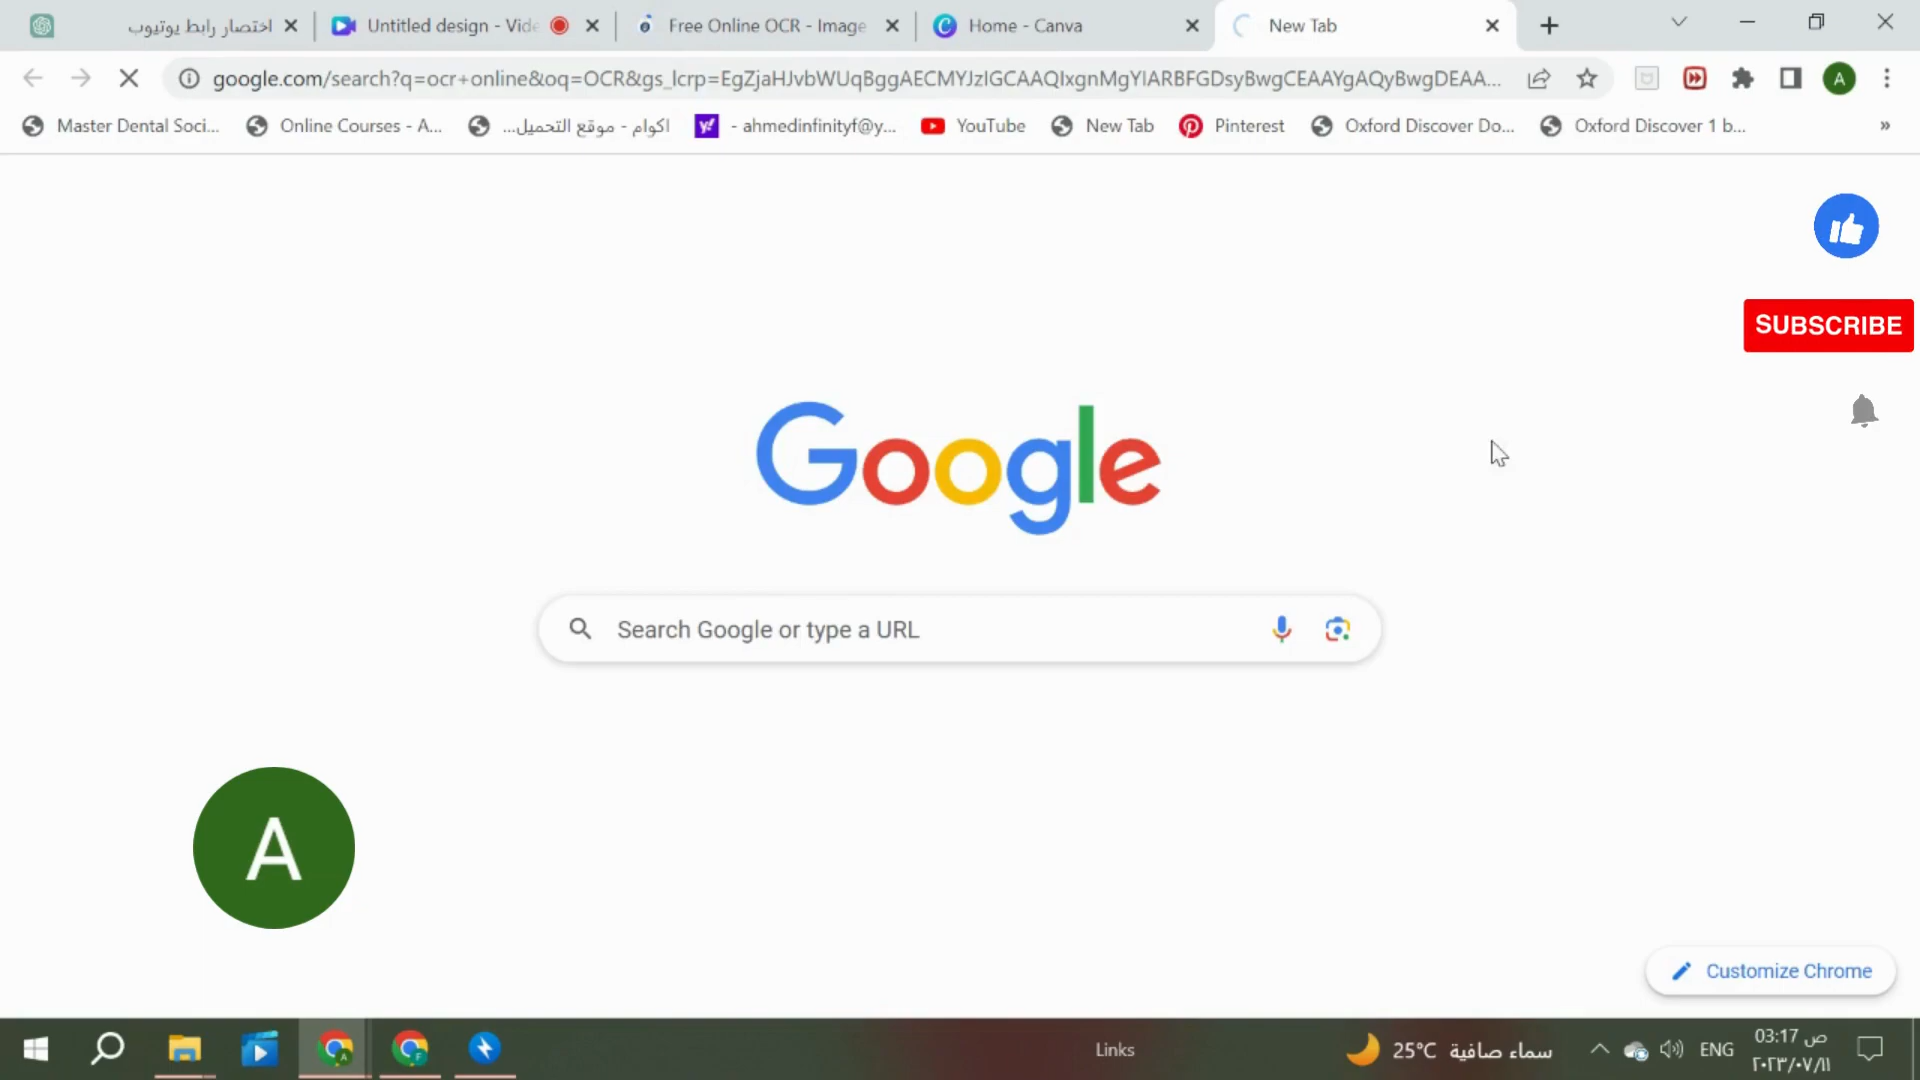 اختصار رابط يوتيوب
Untitled design - Vide
Free Online OCR - Image
Home - Canva
New Tab
google.com/search?q=ocr+online&oq=OCR&gs_lcrp=EgZjaHJvbWUqBggAECMYJzIGCAAQIxgnMgYIARBFGDsyBwgCEAAYgAQyBwgDEAA...
Master Dental Soci...
Online Courses - A...
اكوام - موقع التحميل...
- ahmedinfinityf@y...
YouTube
New Tab
Pinterest
Oxford Discover Do...
Oxford Discover 1 b...
A
SUBSCRIBE
Google
Search Google or type a URL
A
Customize Chrome
Links
25°C سماء صافية
ENG
03:17 ص
٢٠٢٣/٠٧/١١